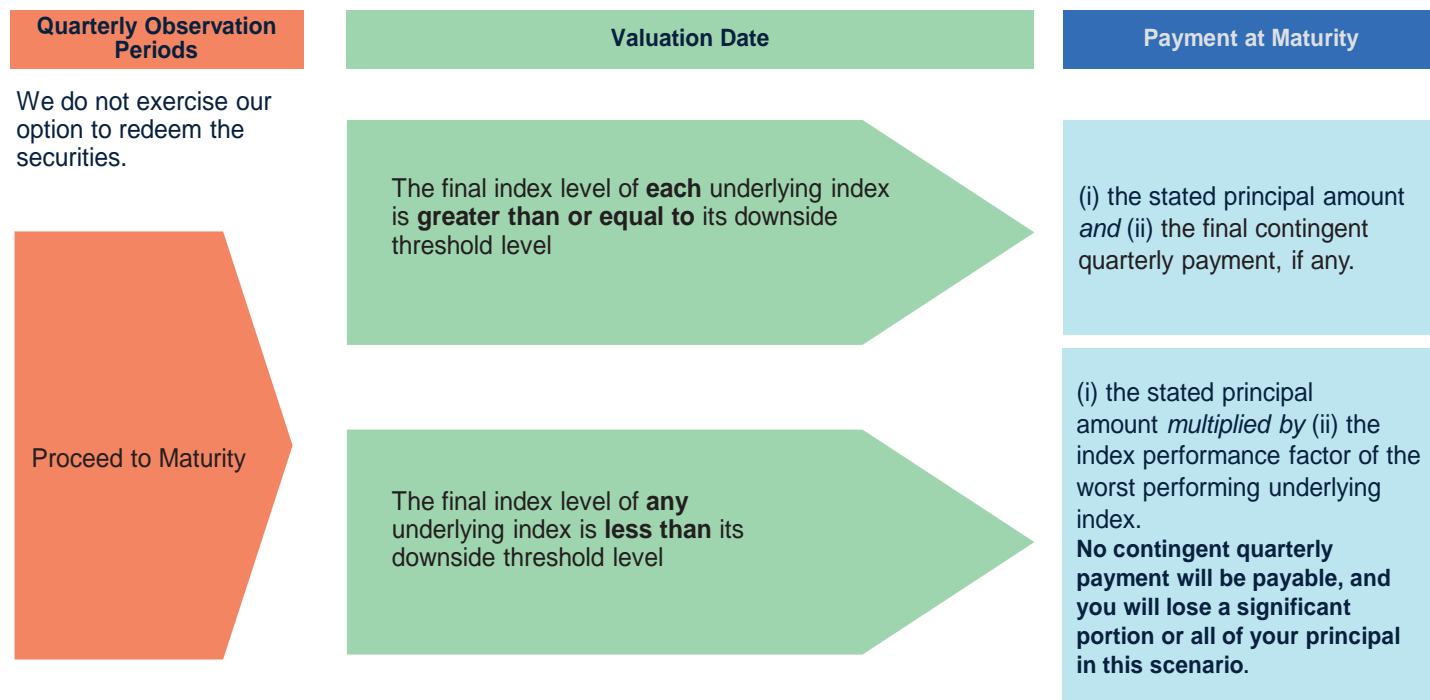 Quarterly Observation
Periods
Valuation Date
Payment at Maturity
We do not exercise our
option to redeem the
securities.
Proceed to Maturity
The final index level of each underlying index
is greater than or equal to its downside
threshold level
(i) the stated principal amount
and (ii) the final contingent
quarterly payment, if any.
The final index level of any
underlying index is less than its
downside threshold level
(i) the stated principal
amount multiplied by (ii) the
index performance factor of the
worst performing underlying
index.
No contingent quarterly
payment will be payable, and
you will lose a significant
portion or all of your principal
in this scenario.